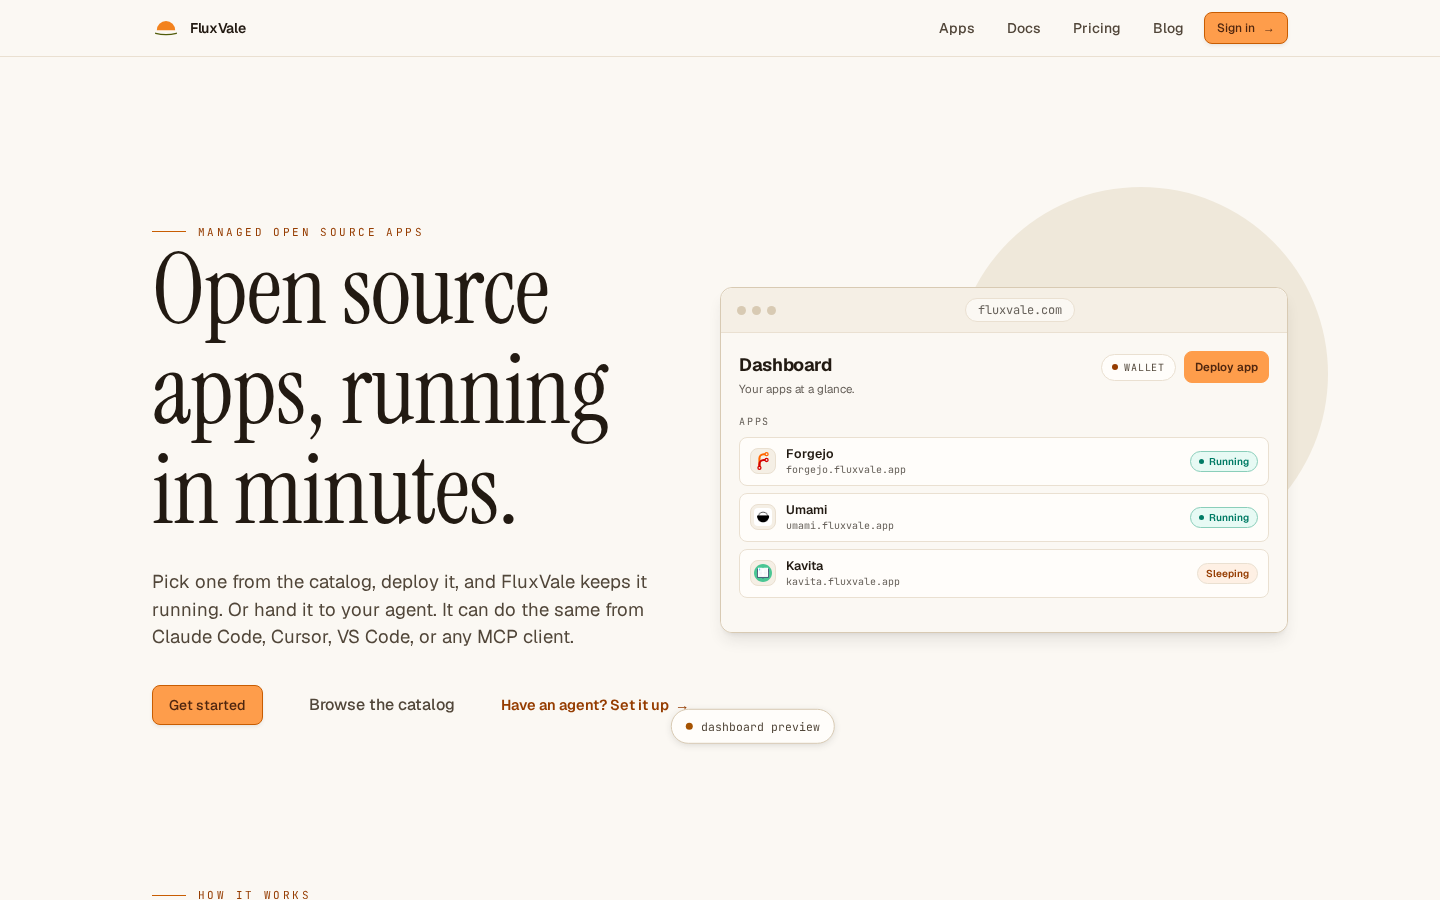 FluxVale
Apps
Docs
Pricing
Blog
Sign in →
MANAGED OPEN SOURCE APPS
Open source
apps, running
in minutes.
Pick one from the catalog, deploy it, and FluxVale keeps it
running. Or hand it to your agent. It can do the same from
Claude Code, Cursor, VS Code, or any MCP client.
Get started
Browse the catalog
Have an agent? Set it up →
fluxvale.com
Dashboard
Your apps at a glance.
WALLET
Deploy app
APPS
Forgejo
forgejo.fluxvale.app
Running
Umami
umami.fluxvale.app
Running
Kavita
kavita.fluxvale.app
Sleeping
dashboard preview
HOW IT WORKS